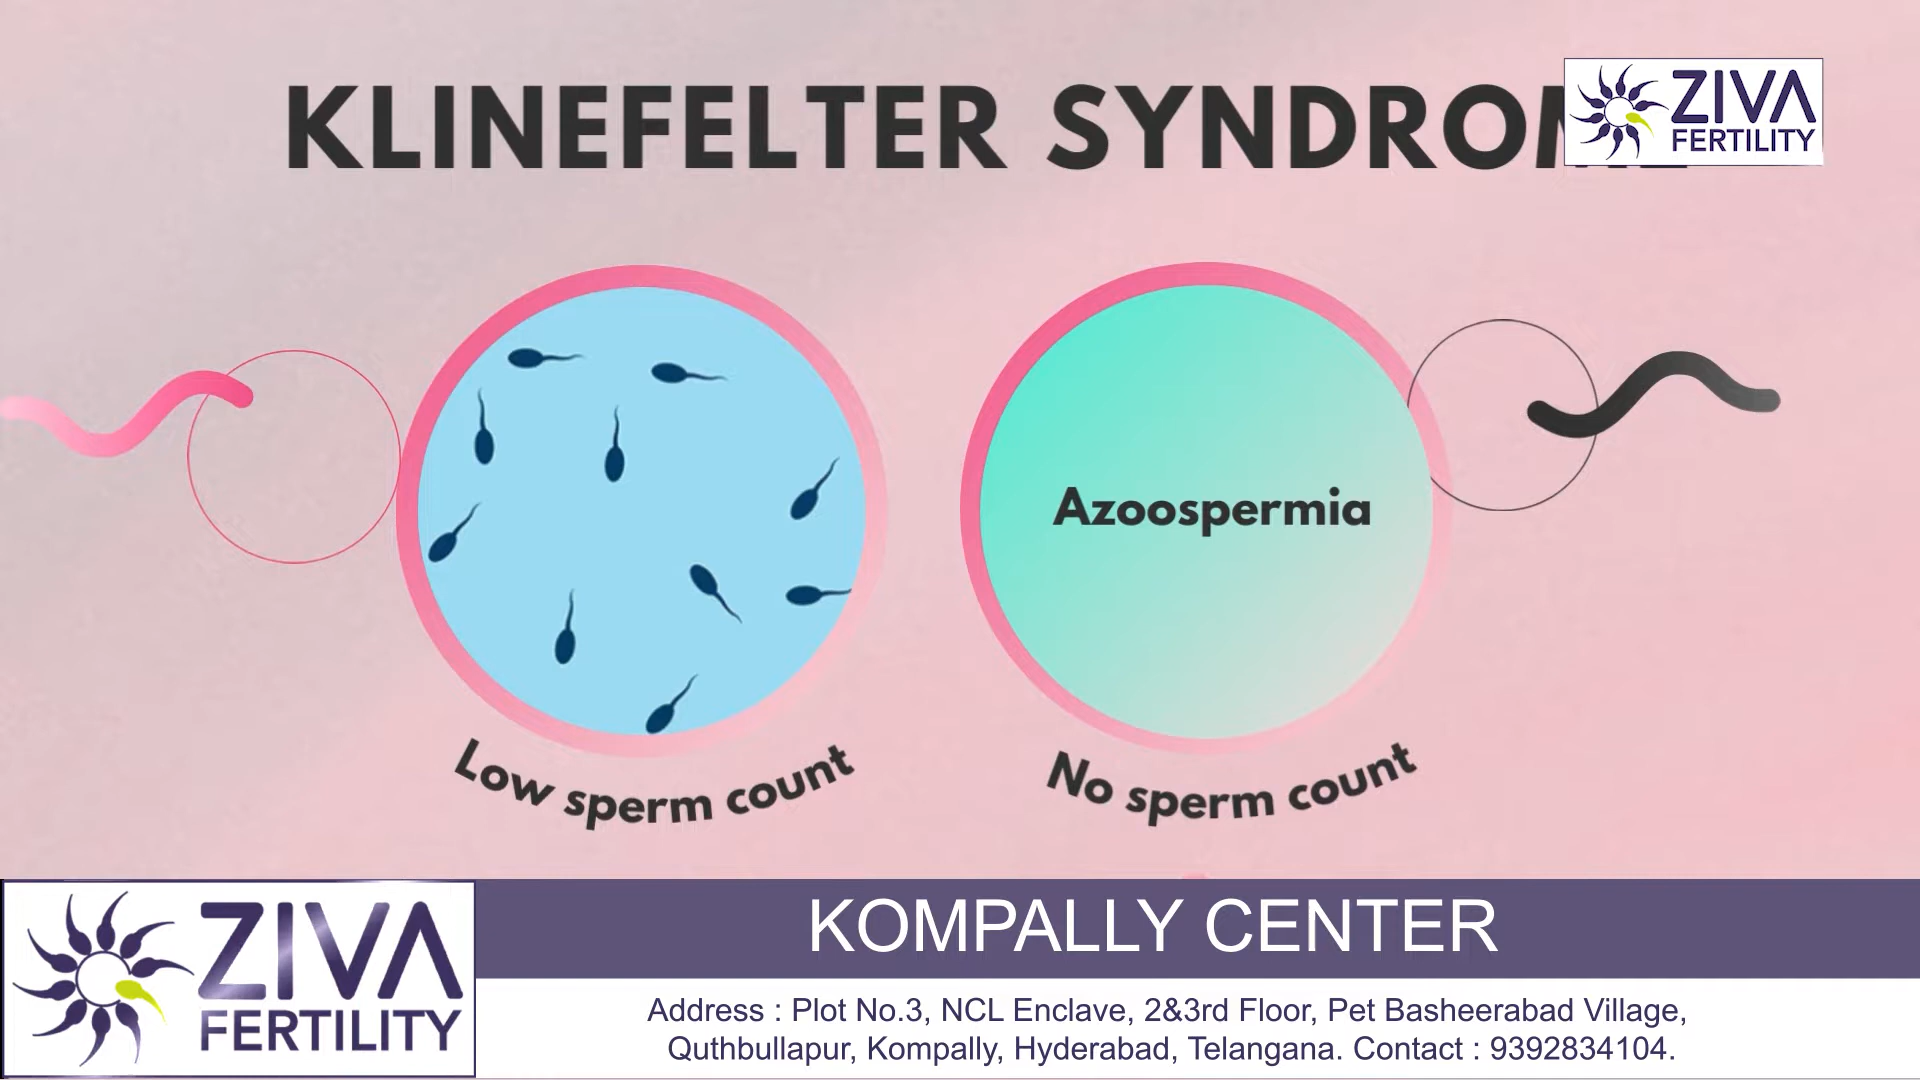 KLINEFELTER SYNDROME
ZIVA
FERTILITY
Azoospermia
Low sperm count
No sperm count
ZIVA
FERTILITY
KOMPALLY CENTER
Address : Plot No.3, NCL Enclave, 2&3rd Floor, Pet Basheerabad Village,
Quthbullapur, Kompally, Hyderabad, Telangana. Contact : 9392834104.